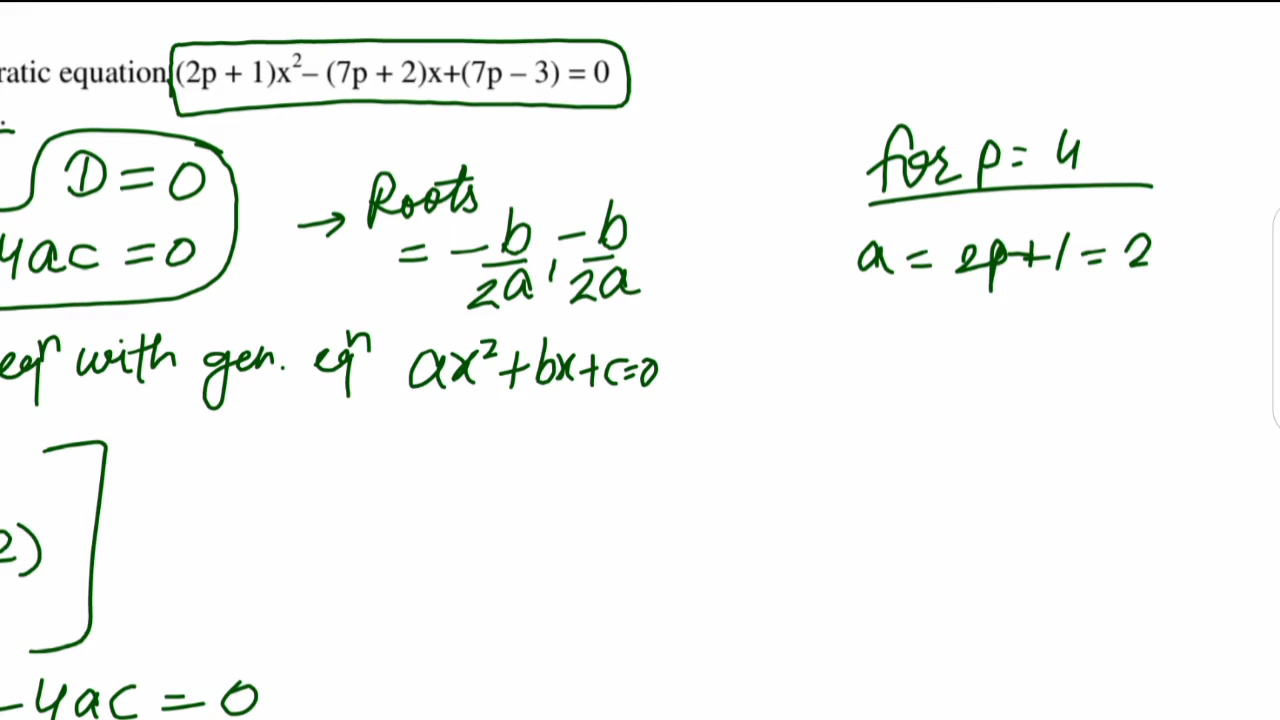 ratic equation (2p + 1)x²– (7p + 2)x+(7p – 3) = 0
for p = 4
D = 0
→ Roots
4ac = 0
= -b/2a, -b/2a
a = 2p+1 = 2
eqⁿ with gen. eqⁿ ax²+bx+c=0
2)
-4ac = 0